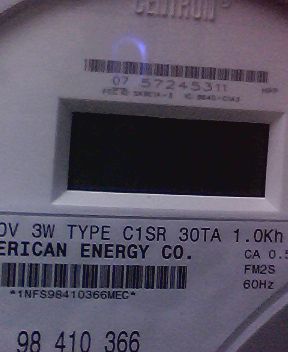 CENTRON®
07 57245311
0V 3W TYPE C1SR 30TA 1.0Kh
ERICAN ENERGY CO.
CA 0.5
FM2S
60Hz
*1NFS98410366MEC*
98 410 366